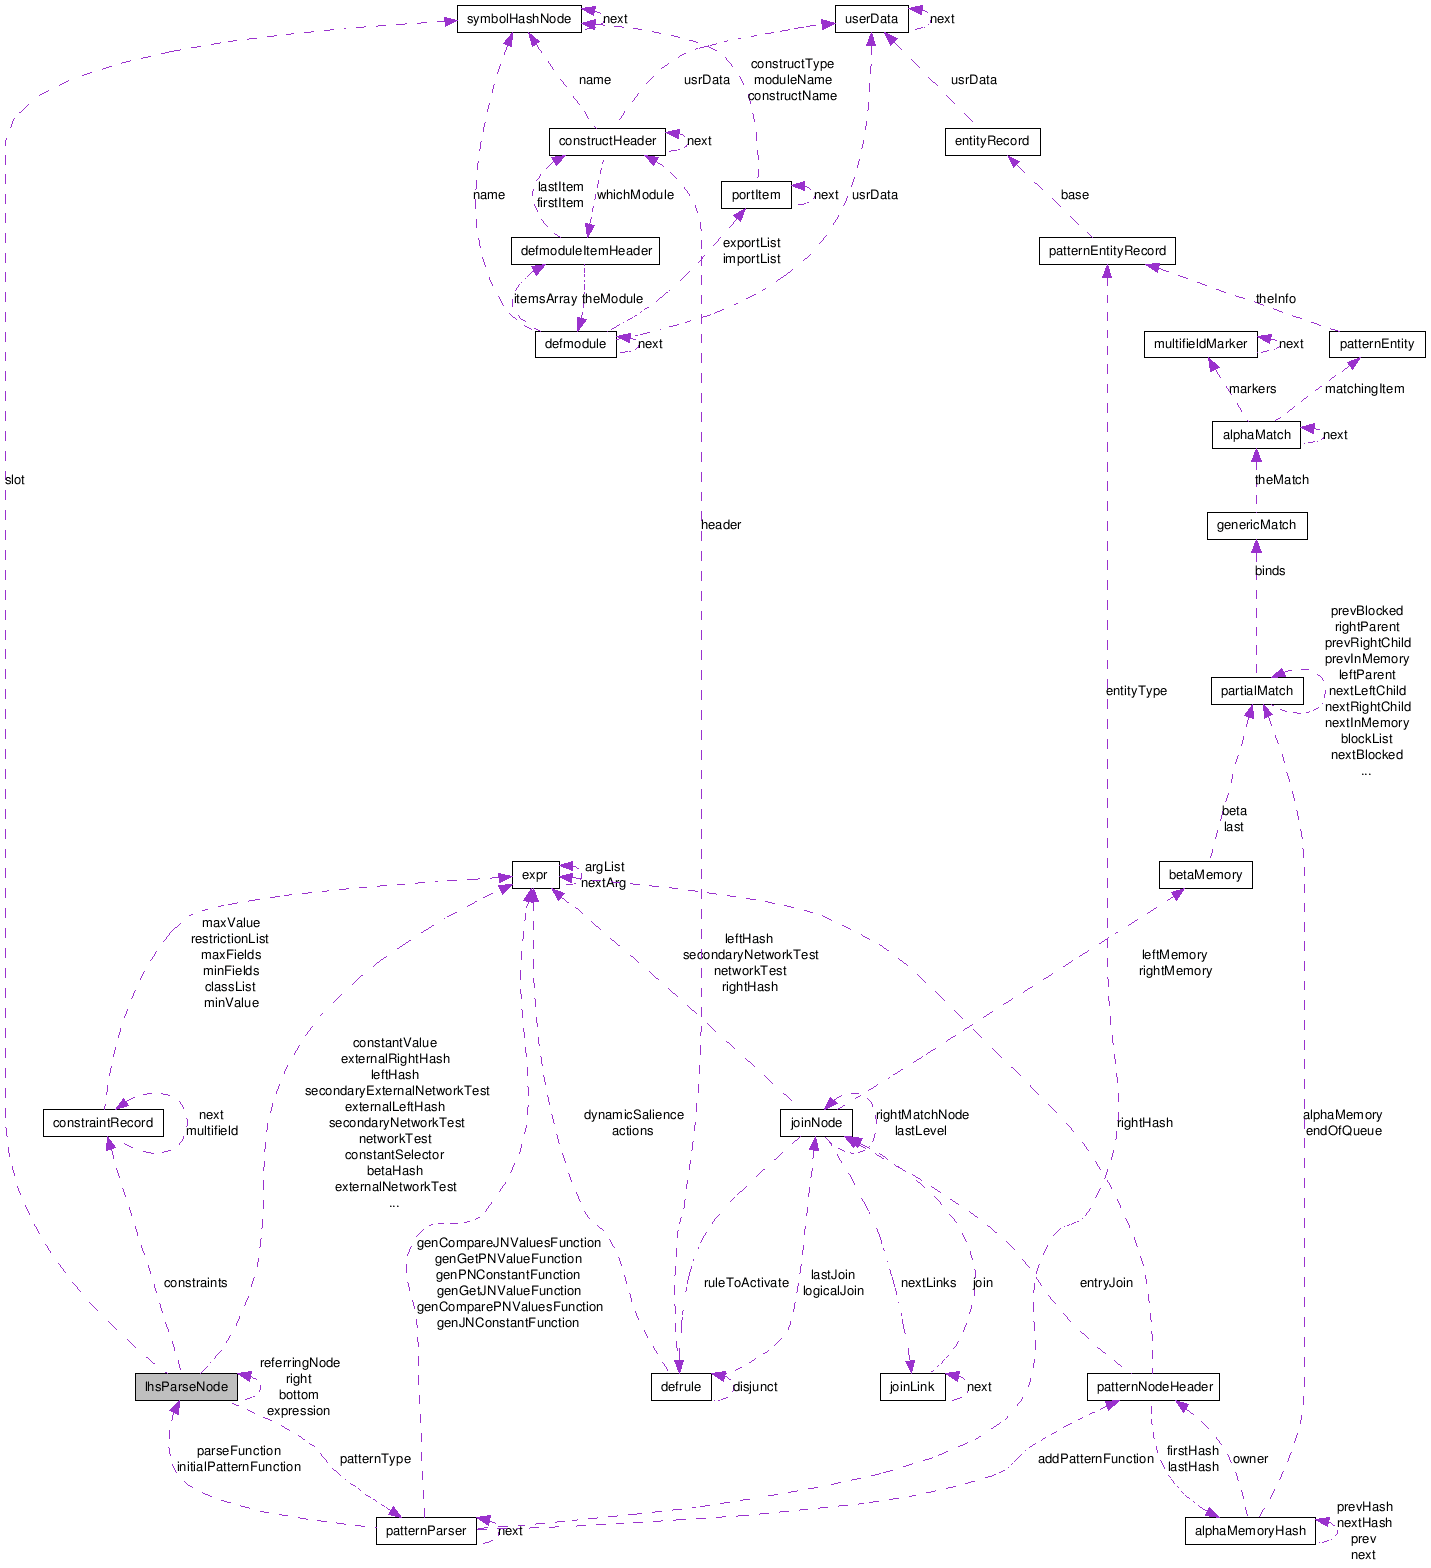 symbolHashNode
next
userData
next
constructType
moduleName
constructName
name
usrData
usrData
constructHeader
next
entityRecord
lastItem
firstItem
whichModule
portItem
next
name
usrData
base
defmoduleItemHeader
exportList
importList
patternEntityRecord
itemsArray
theModule
theInfo
defmodule
next
multifieldMarker
next
patternEntity
markers
matchingItem
alphaMatch
next
slot
theMatch
header
genericMatch
binds
prevBlocked
rightParent
prevRightChild
prevInMemory
leftParent
nextLeftChild
nextRightChild
nextInMemory
blockList
nextBlocked
...
partialMatch
entityType
beta
last
expr
argList
nextArg
betaMemory
maxValue
restrictionList
maxFields
minFields
classList
minValue
leftHash
secondaryNetworkTest
networkTest
rightHash
leftMemory
rightMemory
constantValue
externalRightHash
leftHash
secondaryExternalNetworkTest
externalLeftHash
secondaryNetworkTest
networkTest
constantSelector
betaHash
externalNetworkTest
...
constraintRecord
next
multifield
dynamicSalience
actions
joinNode
rightMatchNode
lastLevel
rightHash
alphaMemory
endOfQueue
constraints
genCompareJNValuesFunction
genGetPNValueFunction
genPNConstantFunction
genGetJNValueFunction
genComparePNValuesFunction
genJNConstantFunction
ruleToActivate
lastJoin
logicalJoin
nextLinks
join
entryJoin
lhsParseNode
referringNode
right
bottom
expression
defrule
disjunct
joinLink
next
patternNodeHeader
parseFunction
initialPatternFunction
patternType
addPatternFunction
firstHash
lastHash
owner
patternParser
next
alphaMemoryHash
prevHash
nextHash
prev
next